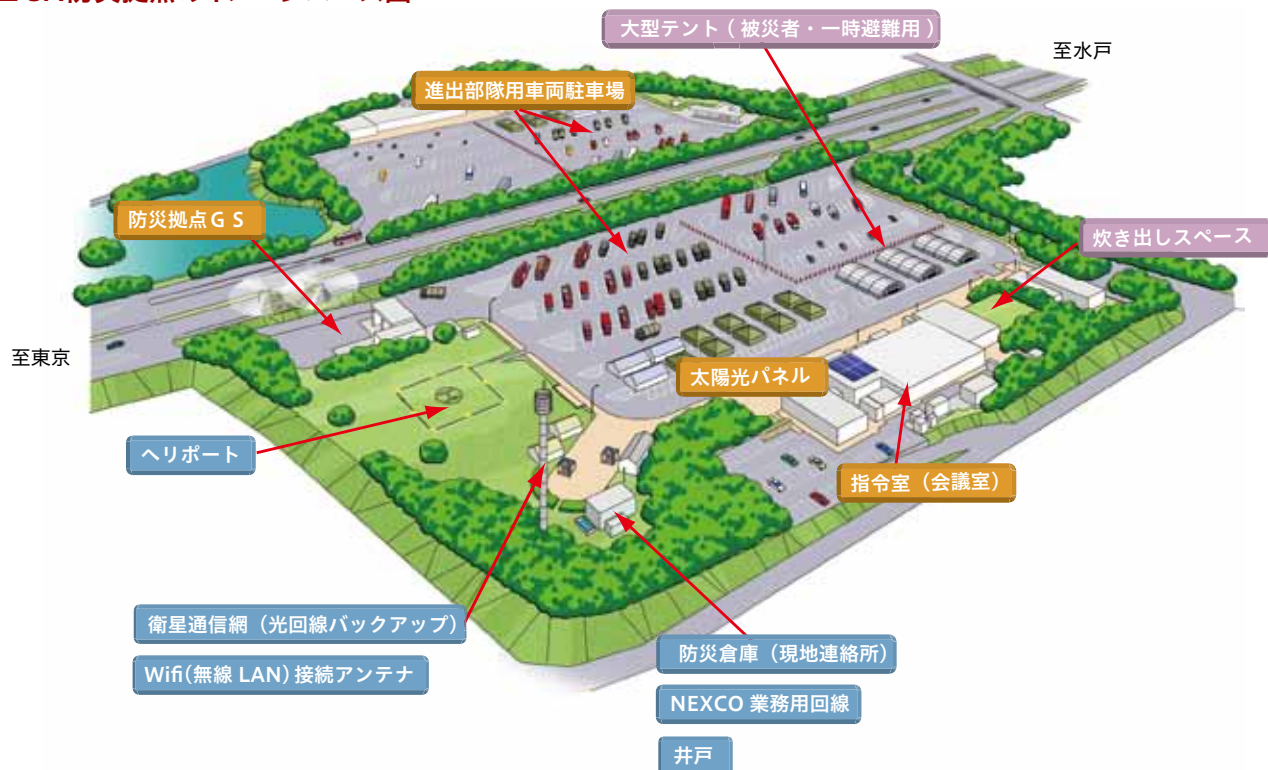 大型テント ( 被災者・一時避難用 )
至水戸
進出部隊用車両駐車場
防災拠点G S
炊き出しスペース
至東京
太陽光パネル
ヘリポート
指令室（会議室）
衛星通信網（光回線バックアップ）
Wifi(無線 LAN) 接続アンテナ
防災倉庫（現地連絡所）
NEXCO 業務用回線
井戸